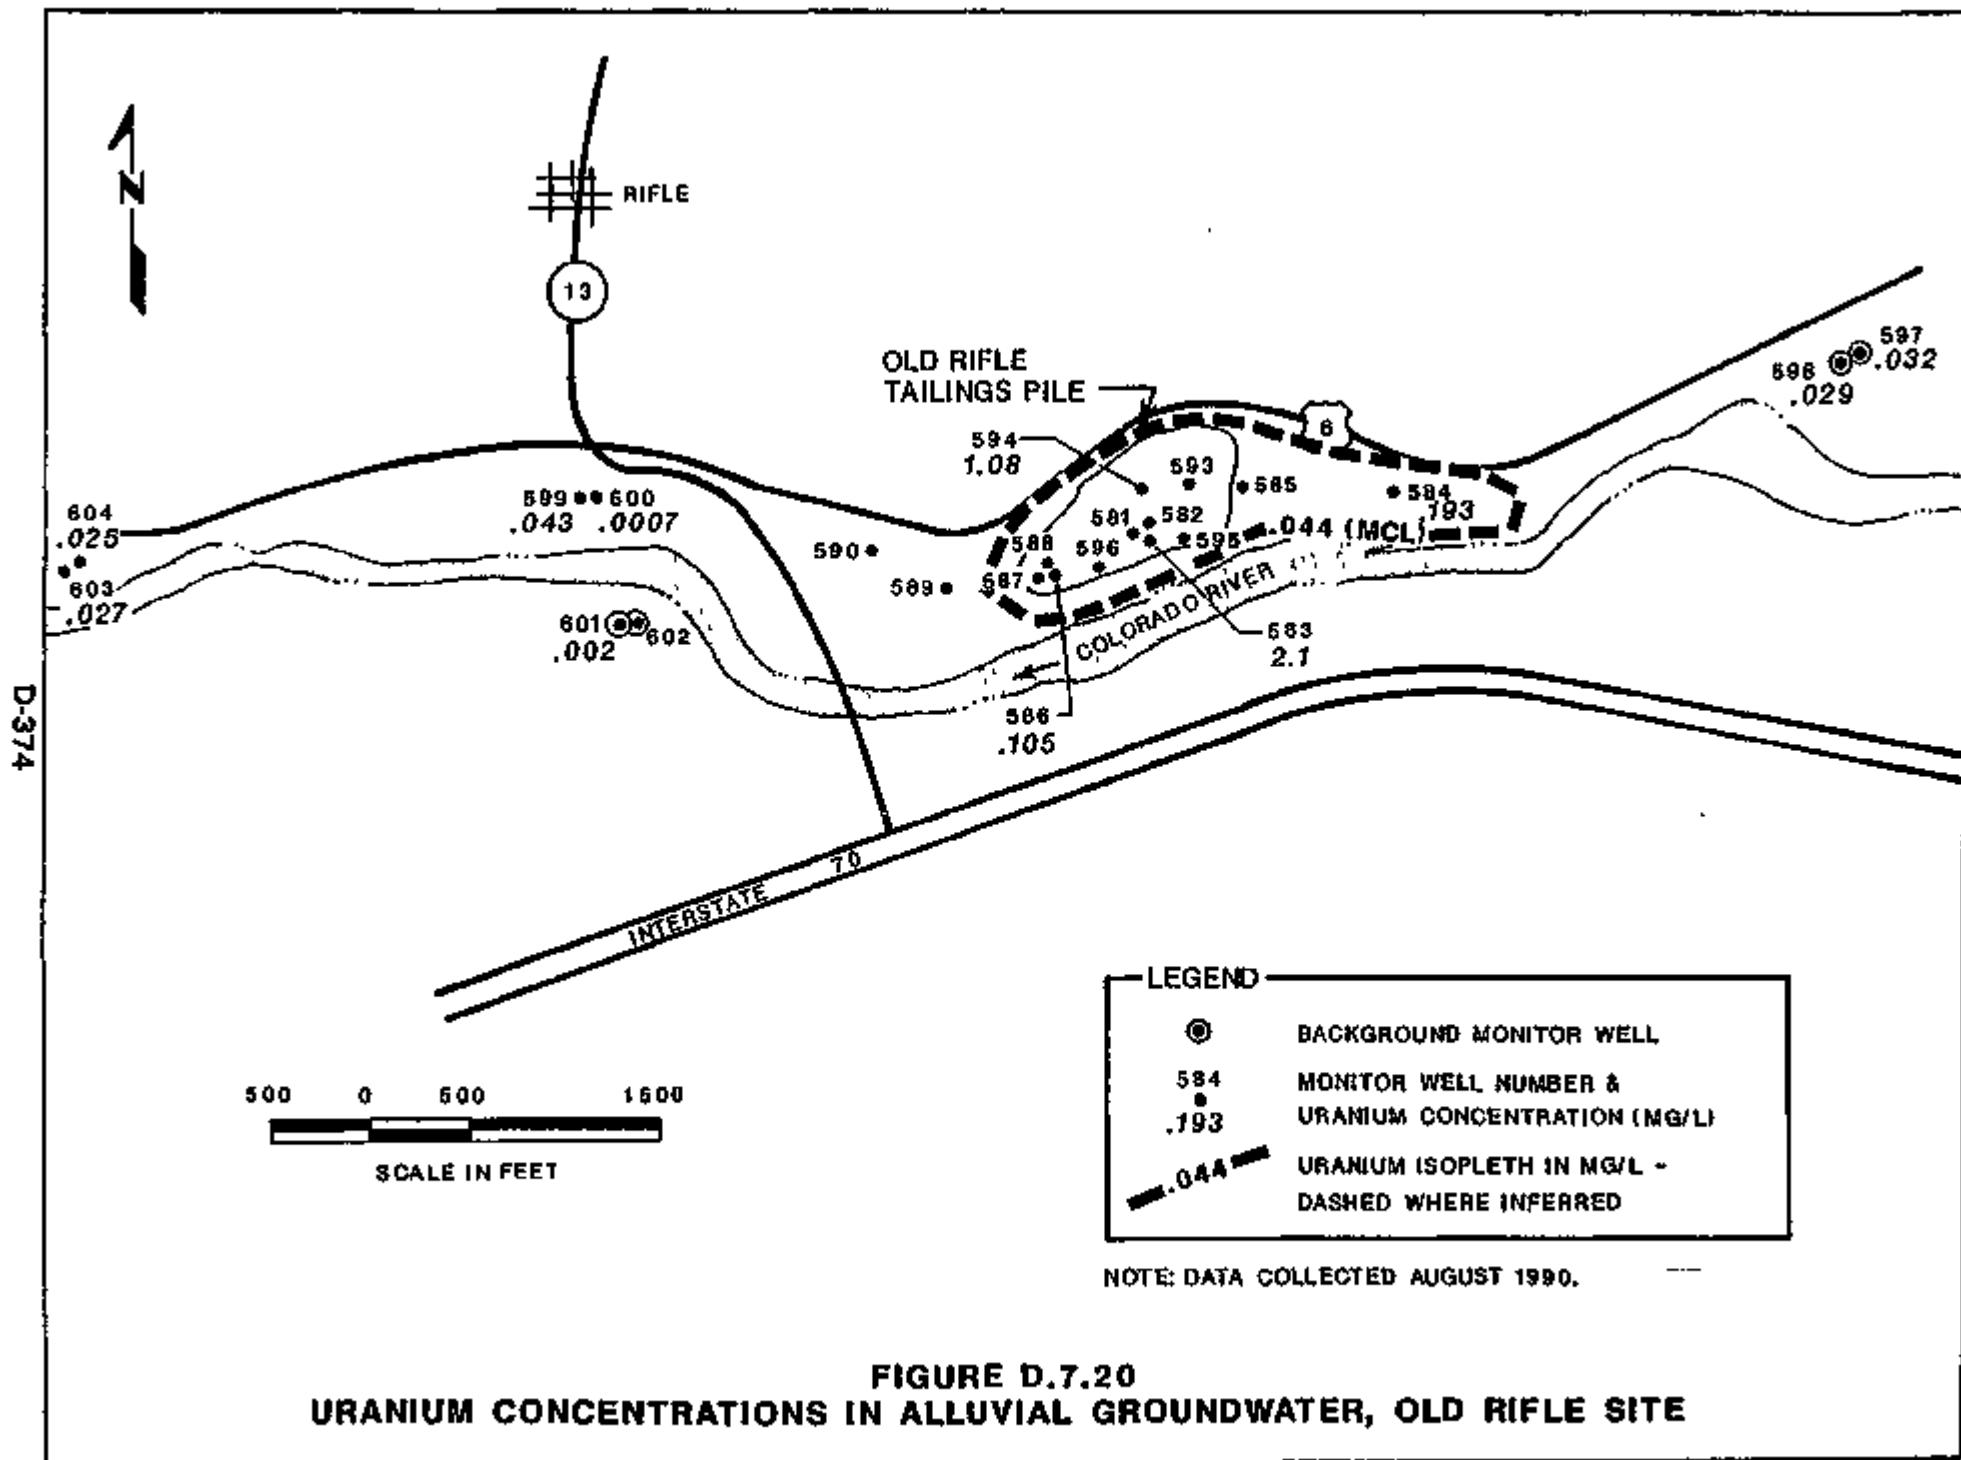 N
RIFLE
13
OLD RIFLE
TAILINGS PILE
6
597
.032
598
.029
594
1.08
593
585
584
.193
581
582
595
.044 (MCL)
588
596
587
583
2.1
586
.105
COLORADO RIVER
590
589
599
.043
600
.0007
604
.025
603
.027
601
.002
602
INTERSTATE 70
D-374
500 0 500 1500
SCALE IN FEET
LEGEND
BACKGROUND MONITOR WELL
584
.193
MONITOR WELL NUMBER &
URANIUM CONCENTRATION (MG/L)
.044
URANIUM ISOPLETH IN MG/L -
DASHED WHERE INFERRED
NOTE: DATA COLLECTED AUGUST 1990.
FIGURE D.7.20
URANIUM CONCENTRATIONS IN ALLUVIAL GROUNDWATER, OLD RIFLE SITE